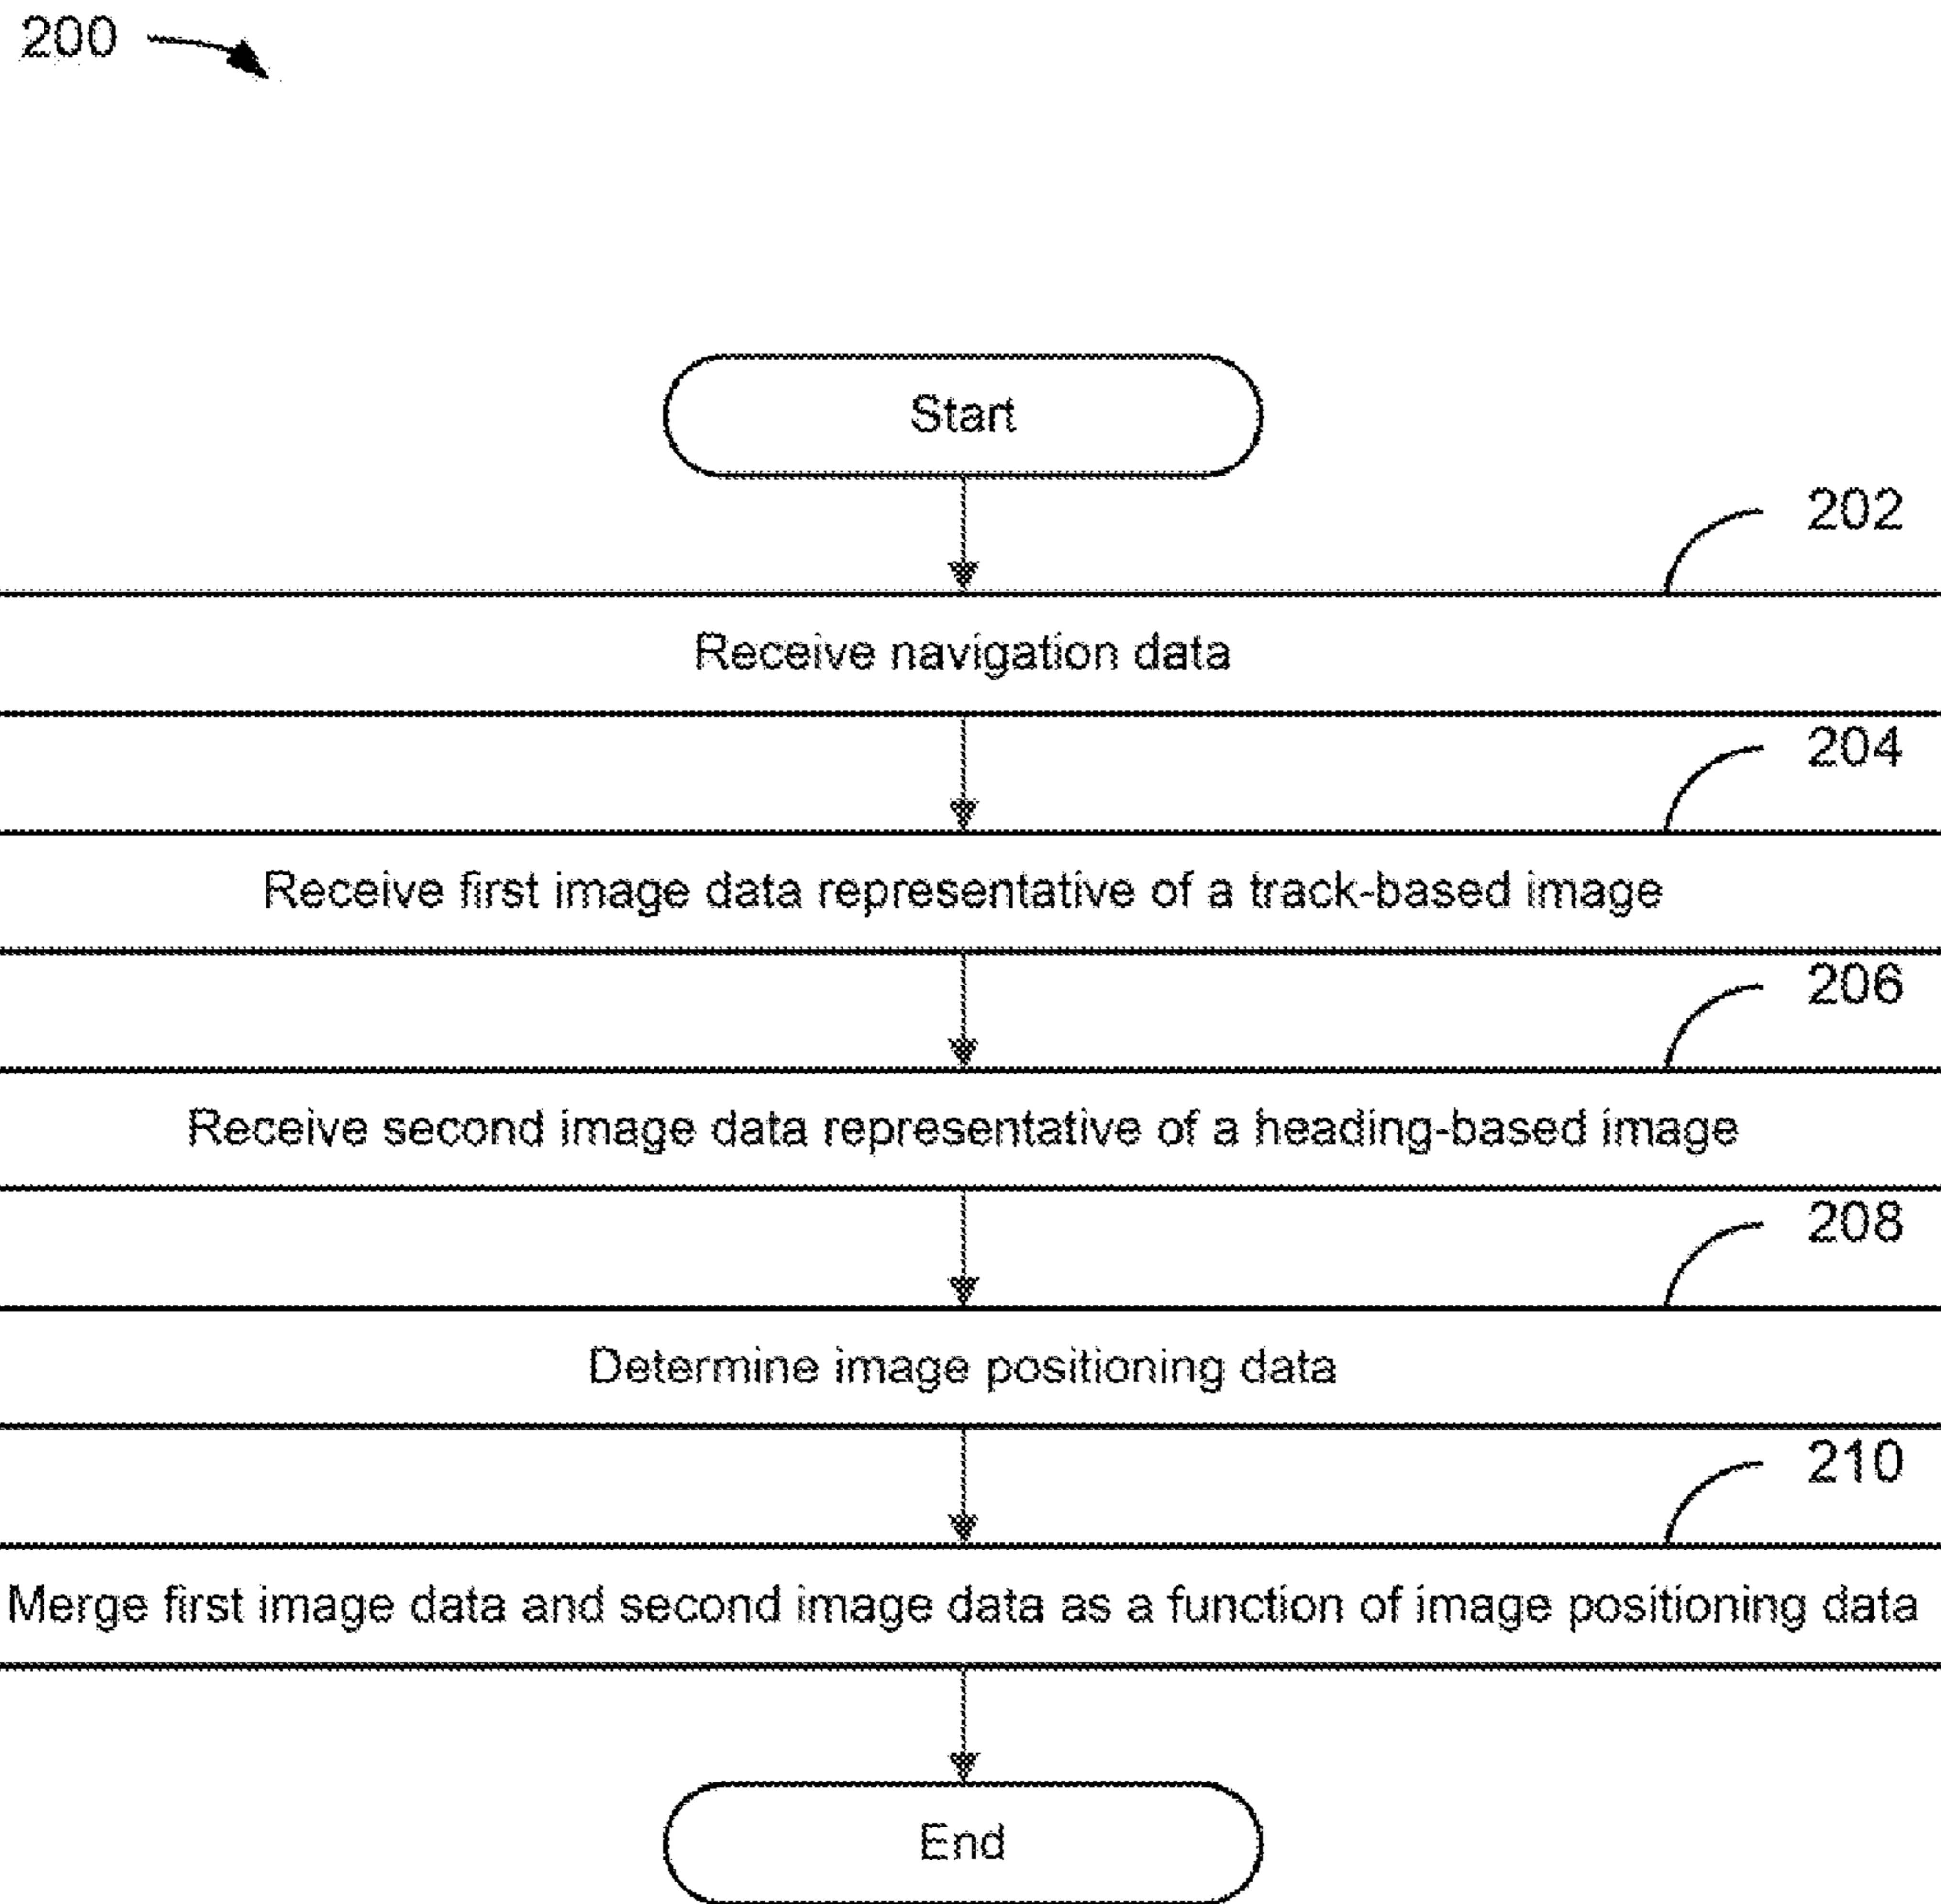 200
Start
202
Receive navigation data
204
Receive first image data representative of a track-based image
206
Receive second image data representative of a heading-based image
208
Determine image positioning data
210
Merge first image data and second image data as a function of image positioning data
End